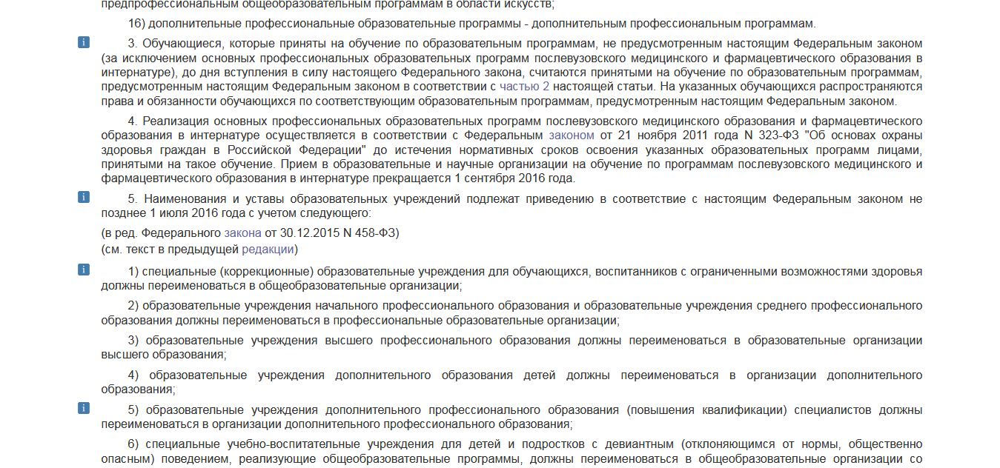 предпрофессиональным общеобразовательным программам в области искусств;
16) дополнительные профессиональные образовательные программы - дополнительным профессиональным программам.
3. Обучающиеся, которые приняты на обучение по образовательным программам, не предусмотренным настоящим Федеральным законом
(за исключением основных профессиональных образовательных программ послевузовского медицинского и фармацевтического образования в
интернатуре), до дня вступления в силу настоящего Федерального закона, считаются принятыми на обучение по образовательным программам,
предусмотренным настоящим Федеральным законом в соответствии с частью 2 настоящей статьи. На указанных обучающихся распространяются
права и обязанности обучающихся по соответствующим образовательным программам, предусмотренным настоящим Федеральным законом.
4. Реализация основных профессиональных образовательных программ послевузовского медицинского образования и фармацевтического
образования в интернатуре осуществляется в соответствии с Федеральным законом от 21 ноября 2011 года N 323-ФЗ "Об основах охраны
здоровья граждан в Российской Федерации" до истечения нормативных сроков освоения указанных образовательных программ лицами,
принятыми на такое обучение. Прием в образовательные и научные организации на обучение по программам послевузовского медицинского и
фармацевтического образования в интернатуре прекращается 1 сентября 2016 года.
5. Наименования и уставы образовательных учреждений подлежат приведению в соответствие с настоящим Федеральным законом не
позднее 1 июля 2016 года с учетом следующего:
(в ред. Федерального закона от 30.12.2015 N 458-ФЗ)
(см. текст в предыдущей редакции)
1) специальные (коррекционные) образовательные учреждения для обучающихся, воспитанников с ограниченными возможностями здоровья
должны переименоваться в общеобразовательные организации;
2) образовательные учреждения начального профессионального образования и образовательные учреждения среднего профессионального
образования должны переименоваться в профессиональные образовательные организации;
3) образовательные учреждения высшего профессионального образования должны переименоваться в образовательные организации
высшего образования;
4) образовательные учреждения дополнительного образования детей должны переименоваться в организации дополнительного
образования;
5) образовательные учреждения дополнительного профессионального образования (повышения квалификации) специалистов должны
переименоваться в организации дополнительного профессионального образования;
6) специальные учебно-воспитательные учреждения для детей и подростков с девиантным (отклоняющимся от нормы, общественно
опасным) поведением, реализующие общеобразовательные программы, должны переименоваться в общеобразовательные организации со